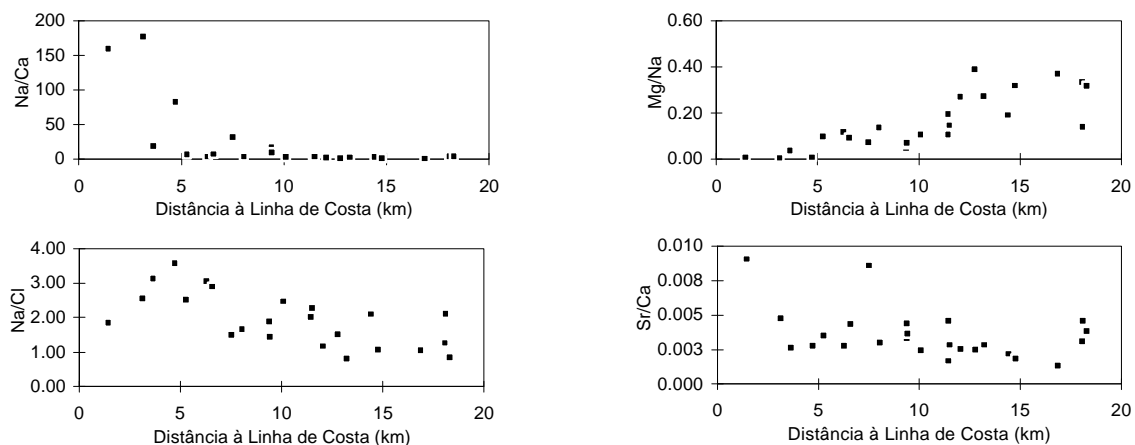 200
150
100
50
0
Na/Ca
0 5 10 15 20
Distância à Linha de Costa (km)
0.60
0.40
0.20
0.00
Mg/Na
0 5 10 15 20
Distância à Linha de Costa (km)
4.00
3.00
2.00
1.00
0.00
Na/Cl
0 5 10 15 20
Distância à Linha de Costa (km)
0.010
0.008
0.005
0.003
0.000
Sr/Ca
0 5 10 15 20
Distância à Linha de Costa (km)